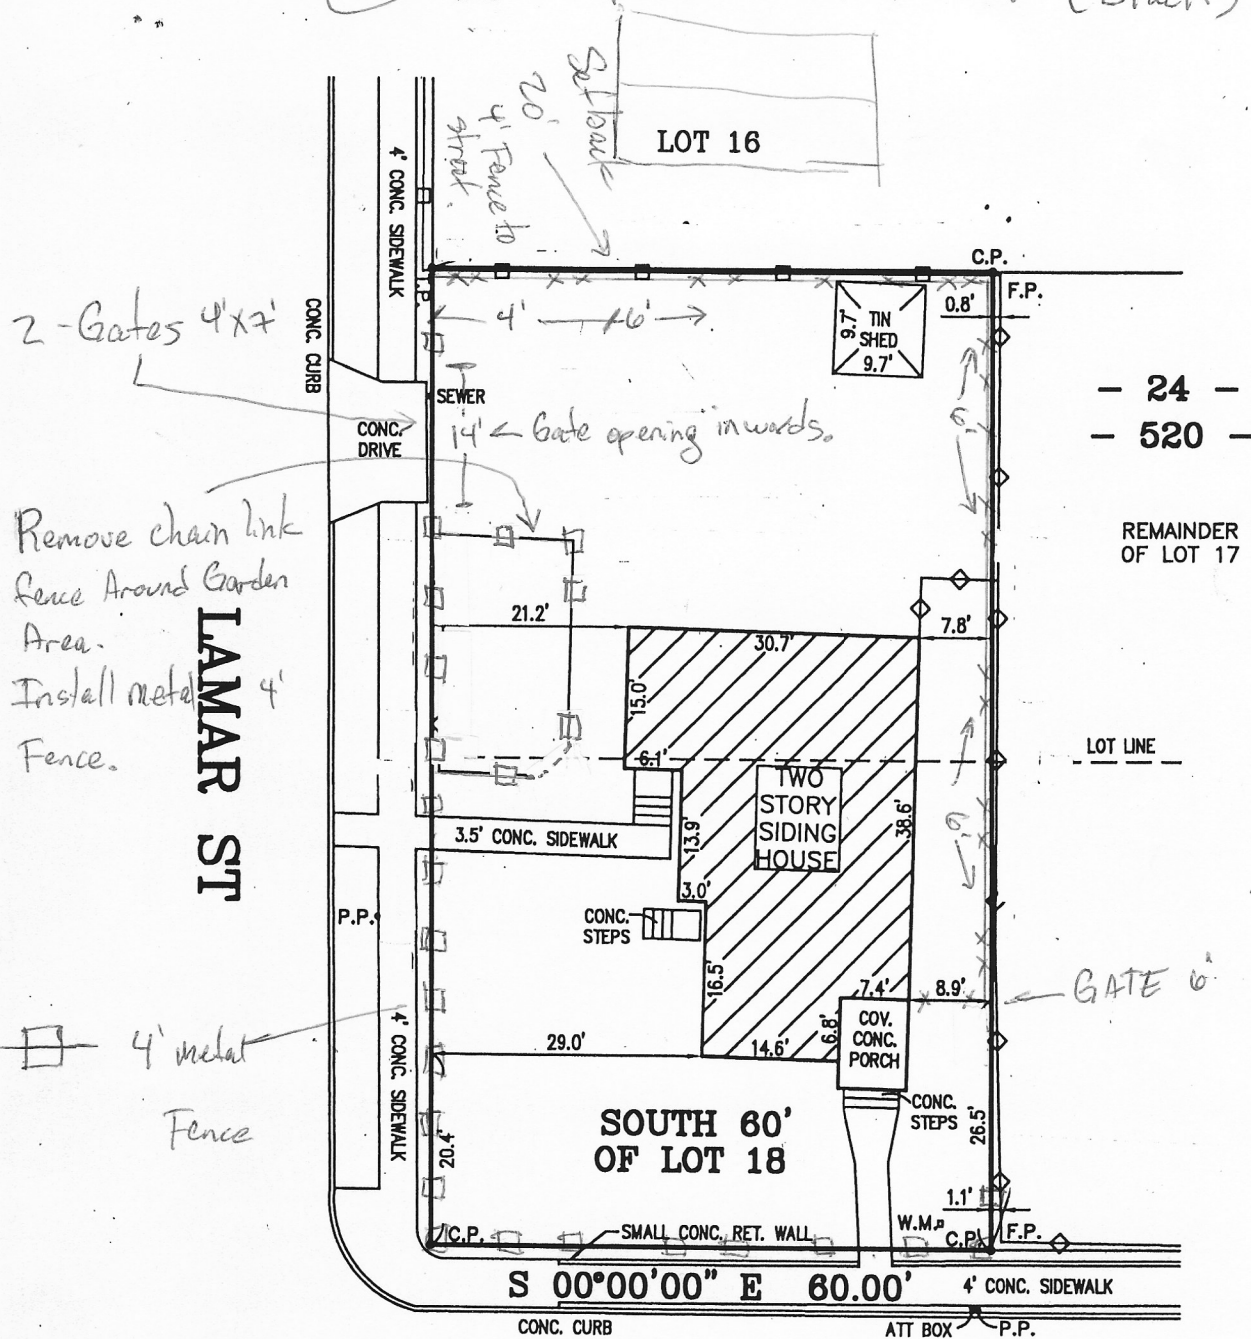 (Black)
Setback
20'
4' Fence to
street.
LOT 16
4' CONC. SIDEWALK
C.P.
F.P.
0.8'
2-Gates 4'x7'
4'
6'
9.7'
TIN
SHED
9.7'
CONC. CURB
SEWER
6'
- 24 -
- 520 -
CONC.
DRIVE
14' ← Gate opening inwards.
Remove chain link
fence Around Garden
Area.
Install metal 4'
Fence.
REMAINDER
OF LOT 17
LAMAR ST
21.2'
30.7'
7.8'
15.0'
6.1'
LOT LINE
TWO
STORY
SIDING
HOUSE
38.6'
6'
3.5' CONC. SIDEWALK
13.9'
3.0'
P.P.
CONC.
STEPS
16.5'
7.4'
8.9'
GATE 6'
COV.
CONC.
PORCH
6.8'
4' metal
Fence
4' CONC. SIDEWALK
29.0'
14.6'
CONC.
STEPS
26.5'
20.4'
SOUTH 60'
OF LOT 18
1.1'
C.P.
SMALL CONC. RET. WALL
W.M.
C.P.
F.P.
S 00°00'00" E 60.00'
4' CONC. SIDEWALK
CONC. CURB
ATT BOX
P.P.